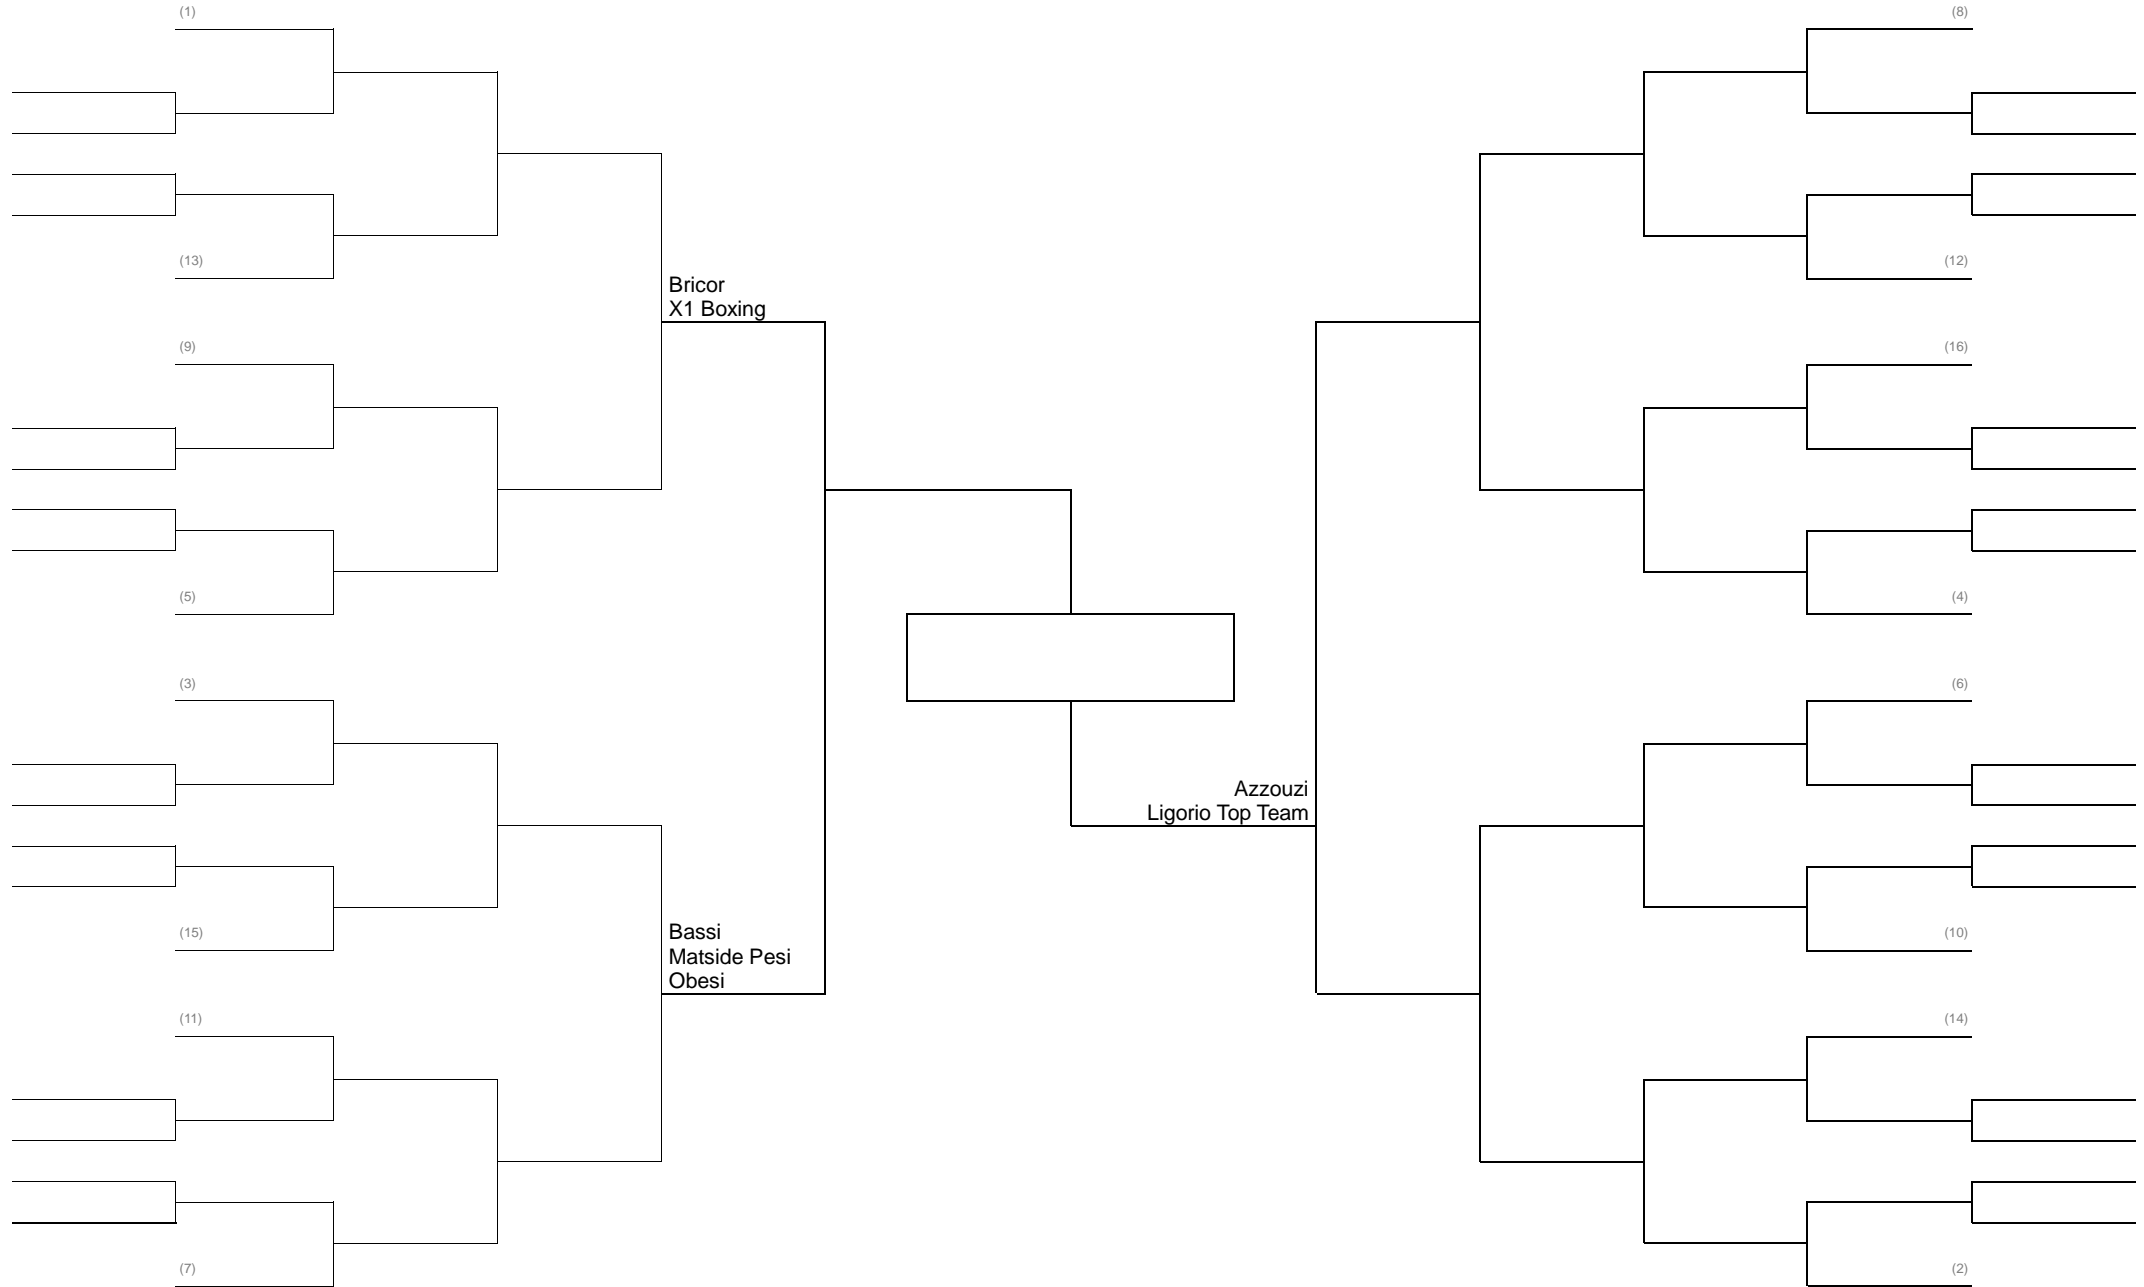 (1)
(8)
(13)
(12)
Bricor
X1 Boxing
(9)
(16)
(5)
(4)
(3)
(6)
Azzouzi
Ligorio Top Team
(15)
(10)
Bassi
Matside Pesi
Obesi
(11)
(14)
(7)
(2)